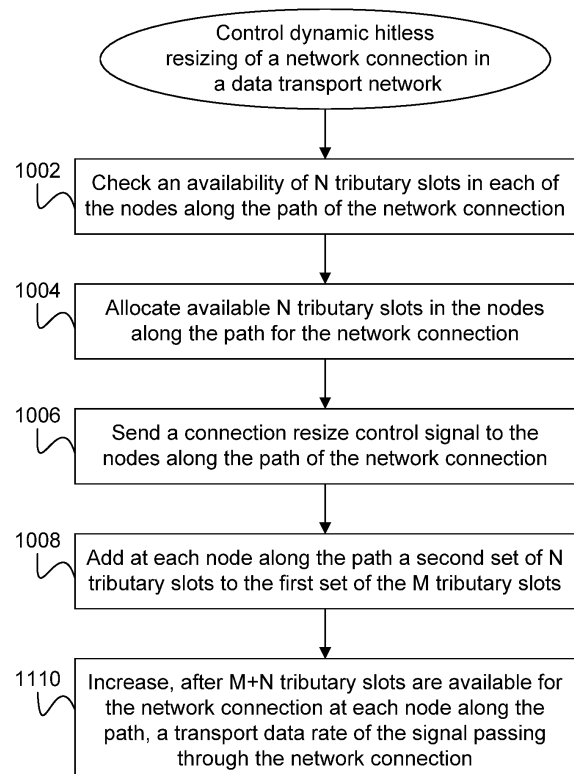 Control dynamic hitless
resizing of a network connection in
a data transport network
1002
Check an availability of N tributary slots in each of
the nodes along the path of the network connection
1004
Allocate available N tributary slots in the nodes
along the path for the network connection
1006
Send a connection resize control signal to the
nodes along the path of the network connection
1008
Add at each node along the path a second set of N
tributary slots to the first set of the M tributary slots
1110
Increase, after M+N tributary slots are available for
the network connection at each node along the
path, a transport data rate of the signal passing
through the network connection